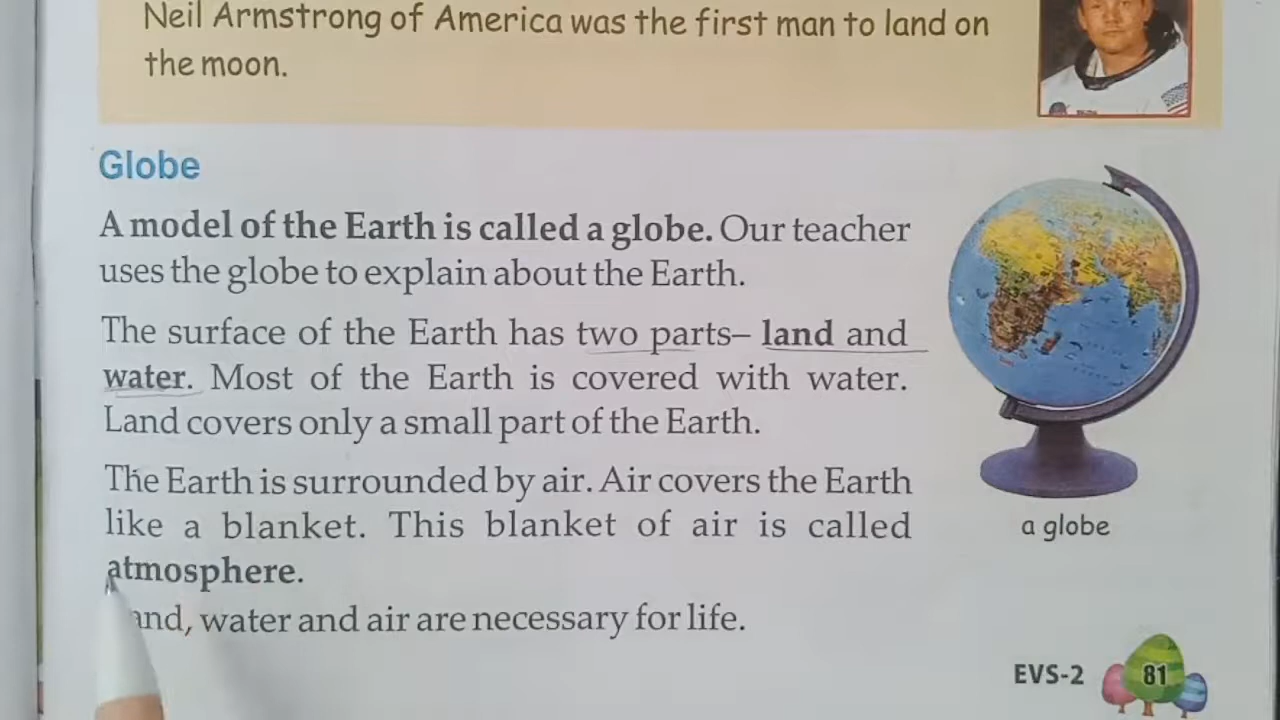 Neil Armstrong of America was the first man to land on
the moon.
Globe
A model of the Earth is called a globe. Our teacher
uses the globe to explain about the Earth.
The surface of the Earth has two parts– land and
water. Most of the Earth is covered with water.
Land covers only a small part of the Earth.
The Earth is surrounded by air. Air covers the Earth
like a blanket. This blanket of air is called
atmosphere.
water and air are necessary for life.
a globe
EVS-2 81